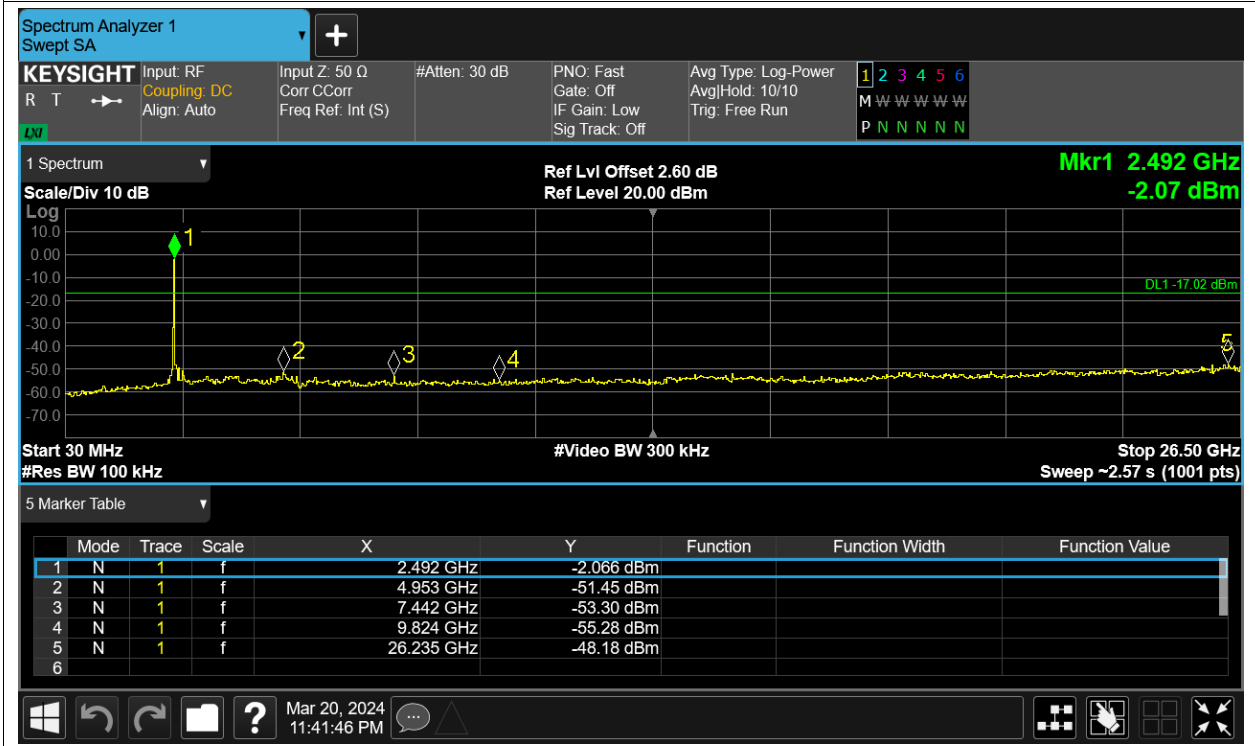 Spectrum Analyzer 1
Swept SA
+
KEYSIGHT
R T
LXI
Input: RF
Coupling: DC
Align: Auto
Input Z: 50 Ω
Corr CCorr
Freq Ref: Int (S)
#Atten: 30 dB
PNO: Fast
Gate: Off
IF Gain: Low
Sig Track: Off
Avg Type: Log-Power
Avg|Hold: 10/10
Trig: Free Run
1 2 3 4 5 6
M W W W W W
P N N N N N
1 Spectrum
Scale/Div 10 dB
Ref Lvl Offset 2.60 dB
Ref Level 20.00 dBm
Mkr1 2.492 GHz
-2.07 dBm
Log
10.0
0.00
-10.0
-20.0
-30.0
-40.0
-50.0
-60.0
-70.0
1
2
3
4
5
DL1 -17.02 dBm
Start 30 MHz
#Res BW 100 kHz
#Video BW 300 kHz
Stop 26.50 GHz
Sweep ~2.57 s (1001 pts)
5 Marker Table
Mode Trace Scale X Y Function Function Width Function Value
1 N 1 f 2.492 GHz -2.066 dBm
2 N 1 f 4.953 GHz -51.45 dBm
3 N 1 f 7.442 GHz -53.30 dBm
4 N 1 f 9.824 GHz -55.28 dBm
5 N 1 f 26.235 GHz -48.18 dBm
6
?
Mar 20, 2024
11:41:46 PM